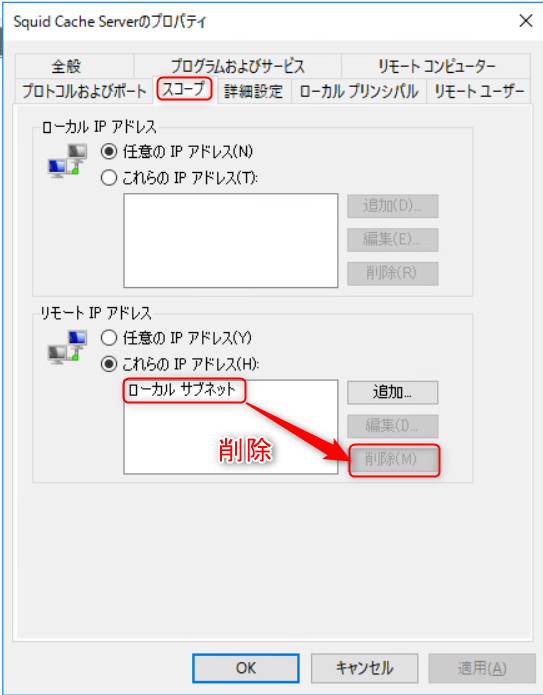 Squid Cache Serverのプロパティ
全般 プログラムおよびサービス リモート コンピューター
プロトコルおよびポート スコープ 詳細設定 ローカル プリンシパル リモート ユーザー
ローカル IP アドレス
任意の IP アドレス(N)
これらの IP アドレス(T):
追加(D)...
編集(E)...
削除(R)
リモート IP アドレス
任意の IP アドレス(Y)
これらの IP アドレス(H):
ローカル サブネット
追加...
編集(I)...
削除
削除(M)
OK キャンセル 適用(A)